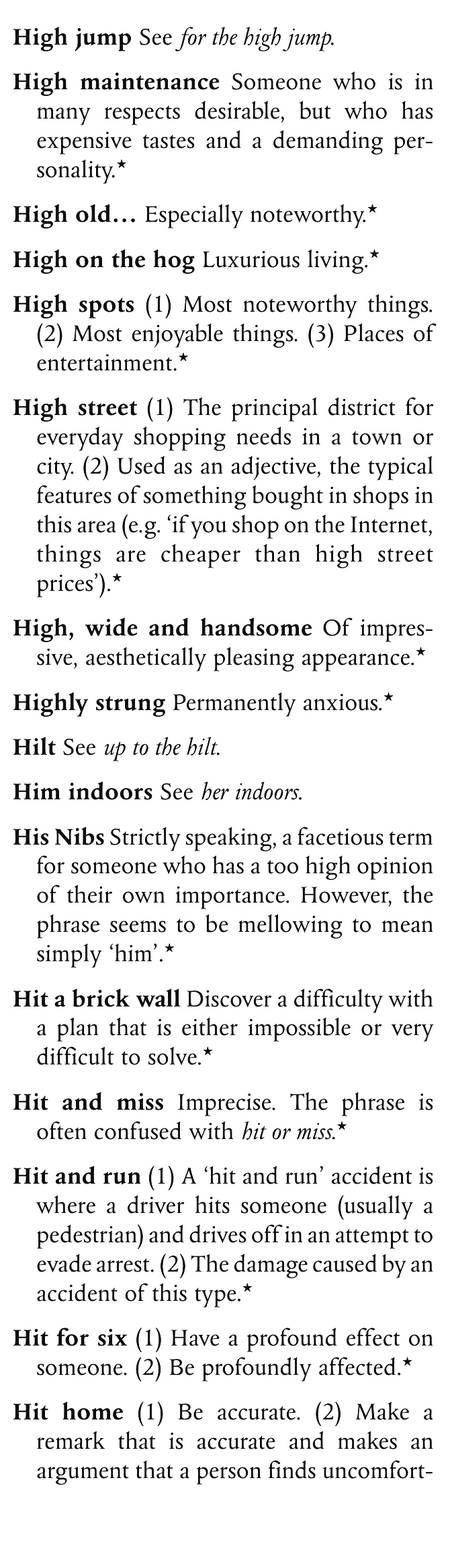 High jump See for the high jump.
High maintenance Someone who is in
many respects desirable, but who has
expensive tastes and a demanding per-
sonality.★
High old… Especially noteworthy.★
High on the hog Luxurious living.★
High spots (1) Most noteworthy things.
(2) Most enjoyable things. (3) Places of
entertainment.★
High street (1) The principal district for
everyday shopping needs in a town or
city. (2) Used as an adjective, the typical
features of something bought in shops in
this area (e.g. ‘if you shop on the Internet,
things are cheaper than high street
prices’).★
High, wide and handsome Of impres-
sive, aesthetically pleasing appearance.★
Highly strung Permanently anxious.★
Hilt See up to the hilt.
Him indoors See her indoors.
His Nibs Strictly speaking, a facetious term
for someone who has a too high opinion
of their own importance. However, the
phrase seems to be mellowing to mean
simply ‘him’.★
Hit a brick wall Discover a difficulty with
a plan that is either impossible or very
difficult to solve.★
Hit and miss Imprecise. The phrase is
often confused with hit or miss.★
Hit and run (1) A ‘hit and run’ accident is
where a driver hits someone (usually a
pedestrian) and drives off in an attempt to
evade arrest. (2) The damage caused by an
accident of this type.★
Hit for six (1) Have a profound effect on
someone. (2) Be profoundly affected.★
Hit home (1) Be accurate. (2) Make a
remark that is accurate and makes an
argument that a person finds uncomfort-